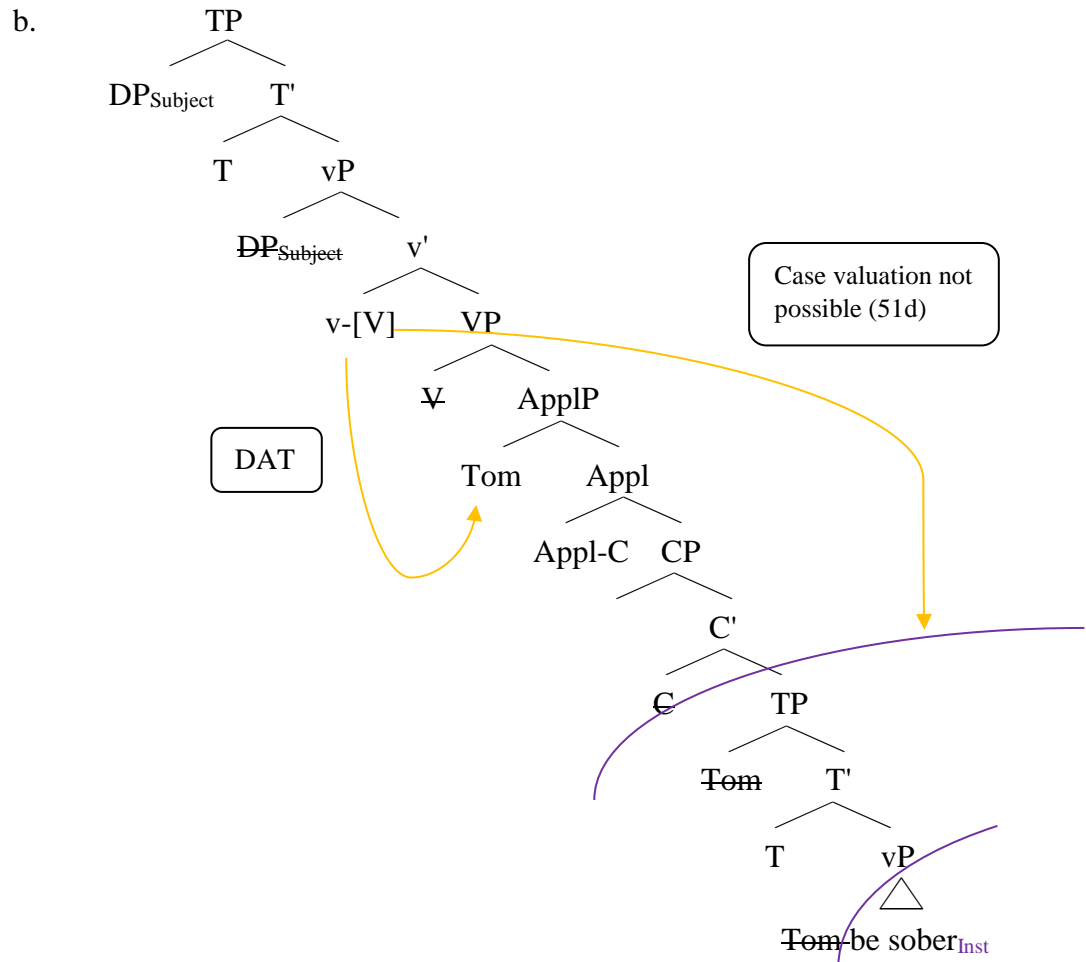 b.
TP
DPSubject T'
T vP
DPSubject v'
Case valuation not
possible (51d)
v-[V] VP
V ApplP
DAT
Tom Appl
Appl-C CP
C'
C TP
Tom T'
T vP
Tom be soberInst